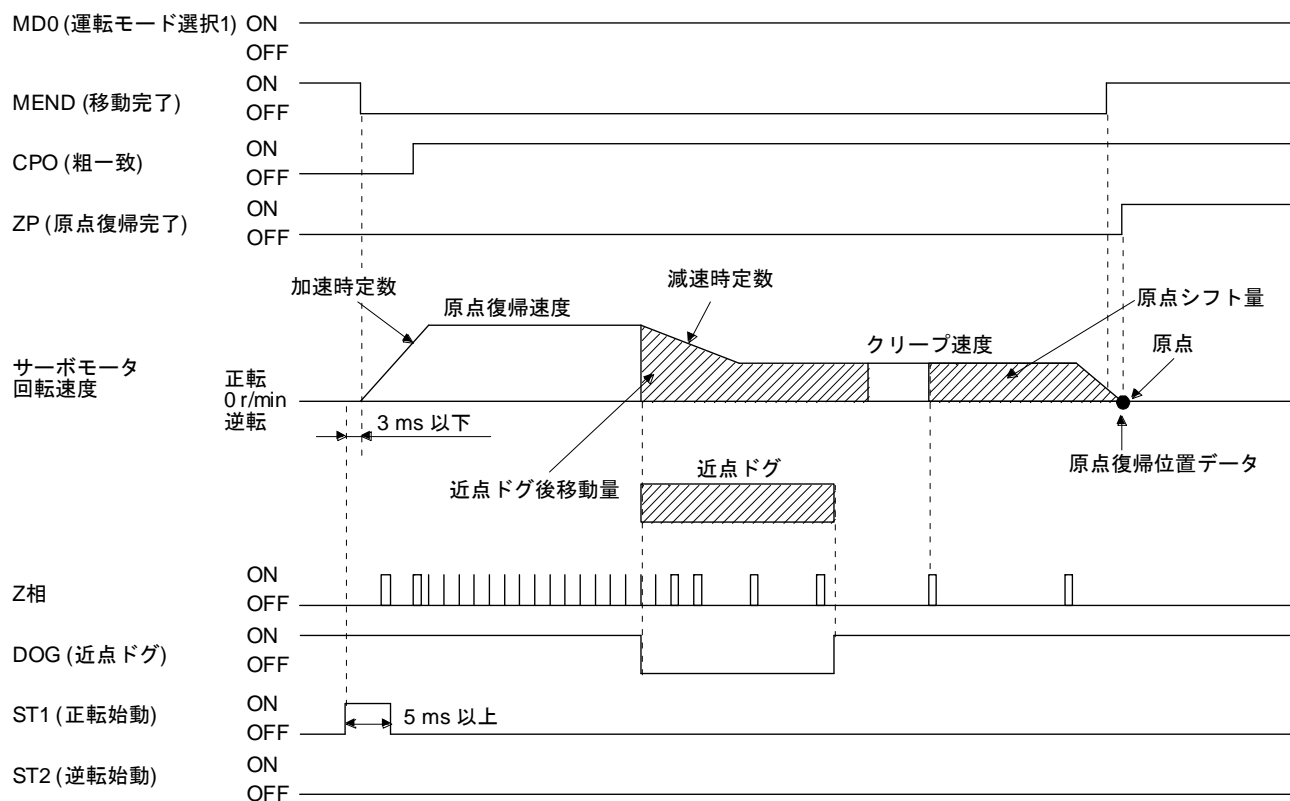 MD0 (運転モード選択1) ON
OFF
MEND (移動完了) ON
OFF
CPO (粗一致) ON
OFF
ZP (原点復帰完了) ON
OFF
加速時定数
原点復帰速度
減速時定数
原点シフト量
クリープ速度
原点
サーボモータ
回転速度
正転
0 r/min
逆転
3 ms 以下
近点ドグ後移動量
近点ドグ
原点復帰位置データ
Z相 ON
OFF
DOG (近点ドグ) ON
OFF
ST1 (正転始動) ON
OFF
5 ms 以上
ST2 (逆転始動) ON
OFF